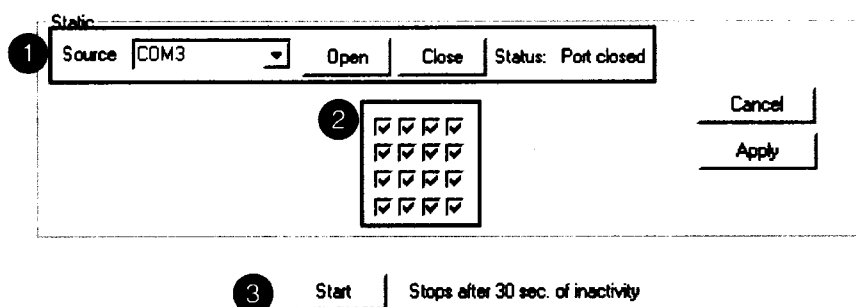 Static
1 Source COM3 Open Close Status: Port closed
2
Cancel
Apply
3 Start Stops after 30 sec. of inactivity